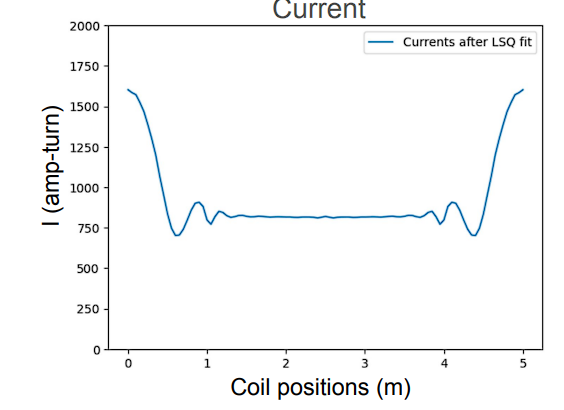 Current
2000
1750
1500
1250
1000
750
500
250
0
I (amp-turn)
Currents after LSQ fit
0 1 2 3 4 5
Coil positions (m)